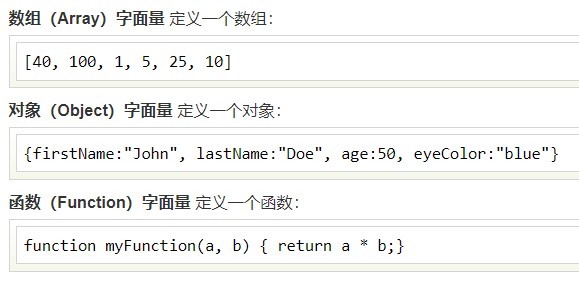 数组（Array）字面量 定义一个数组：
[40, 100, 1, 5, 25, 10]
对象（Object）字面量 定义一个对象：
{firstName:"John", lastName:"Doe", age:50, eyeColor:"blue"}
函数（Function）字面量 定义一个函数：
function myFunction(a, b) { return a * b;}